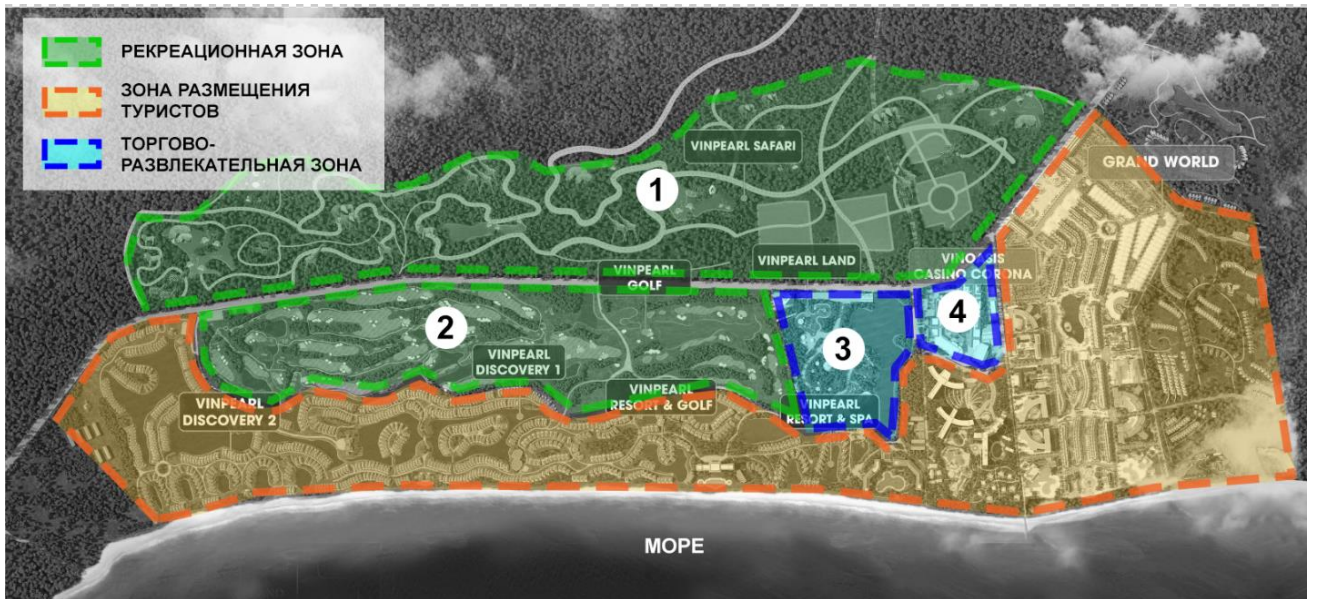 РЕКРЕАЦИОННАЯ ЗОНА
ЗОНА РАЗМЕЩЕНИЯ
ТУРИСТОВ
ТОРГОВО-
РАЗВЛЕКАТЕЛЬНАЯ ЗОНА
VINPEARL SAFARI
GRAND WORLD
1
VINPEARL LAND
VINOASIS
CASINO CORONA
VINPEARL
GOLF
2
3
4
VINPEARL
DISCOVERY 1
VINPEARL
RESORT & GOLF
VINPEARL
DISCOVERY 2
VINPEARL
RESORT & SPA
МОРЕ